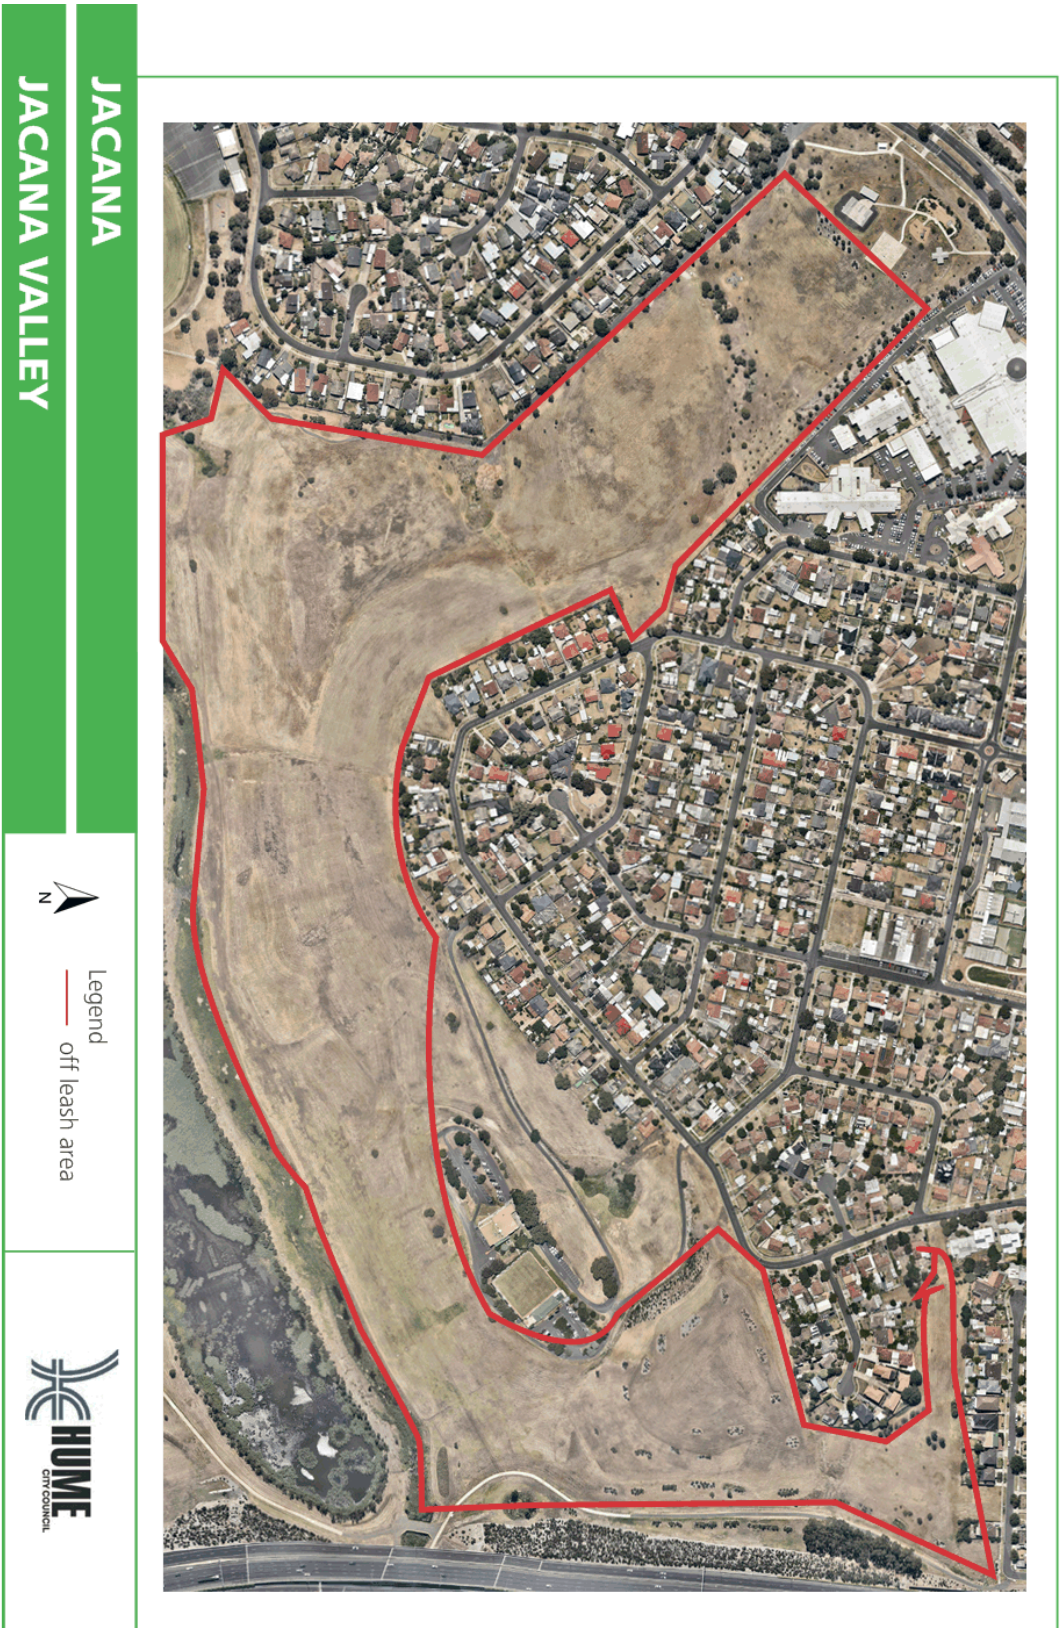 JACANA
JACANA VALLEY
N
Legend
off leash area
HUME
CITY COUNCIL